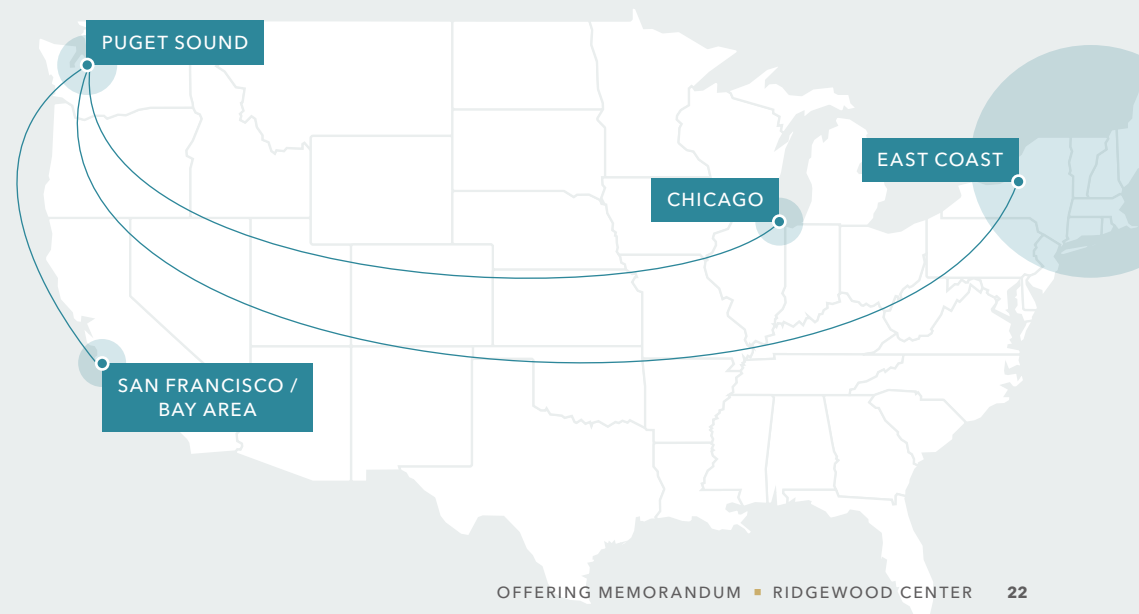 PUGET SOUND
EAST COAST
CHICAGO
SAN FRANCISCO /
BAY AREA
OFFERING MEMORANDUM ▪ RIDGEWOOD CENTER 22